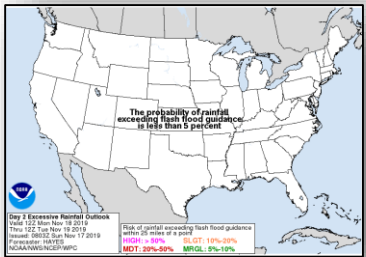 The probability of rainfall
exceeding flash flood guidance
is less than 5 percent
NOAA
Day 2 Excessive Rainfall Outlook
Valid 12Z Mon Nov 18 2019
Thru 12Z Tue Nov 19 2019
Issued: 0803Z Sun Nov 17 2019
Forecaster: HAYES
NOAA/NWS/NCEP/WPC
Risk of rainfall exceeding flash flood guidance
within 25 miles of a point
HIGH: > 50% SLGT: 10%-20%
MDT: 20%-50% MRGL: 5%-10%